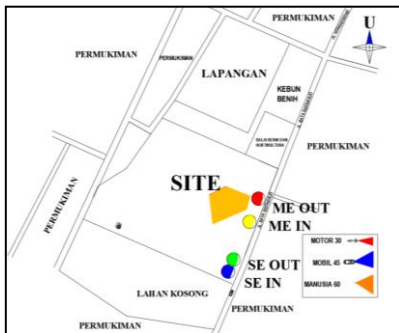 U
PERMUKIMAN
PERMUKIMAN
LAPANGAN
KEBUN
BENIH
PERMUKIMAN
PERMUKIMAN
SITE
ME OUT
ME IN
SE OUT
SE IN
MOTOR 30
MOBIL 45
MANUSIA 60
LAHAN KOSONG
PERMUKIMAN
PERMUKIMAN